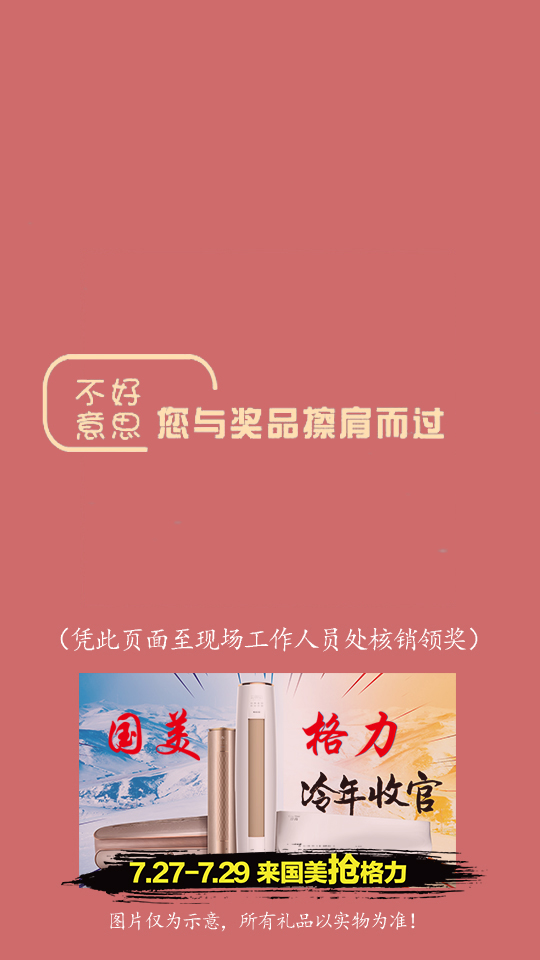 不好
意思 您与奖品擦肩而过
（凭此页面至现场工作人员处核销领奖）
国美 格力
冷年收官
7.27-7.29 来国美抢格力
图片仅为示意，所有礼品以实物为准！